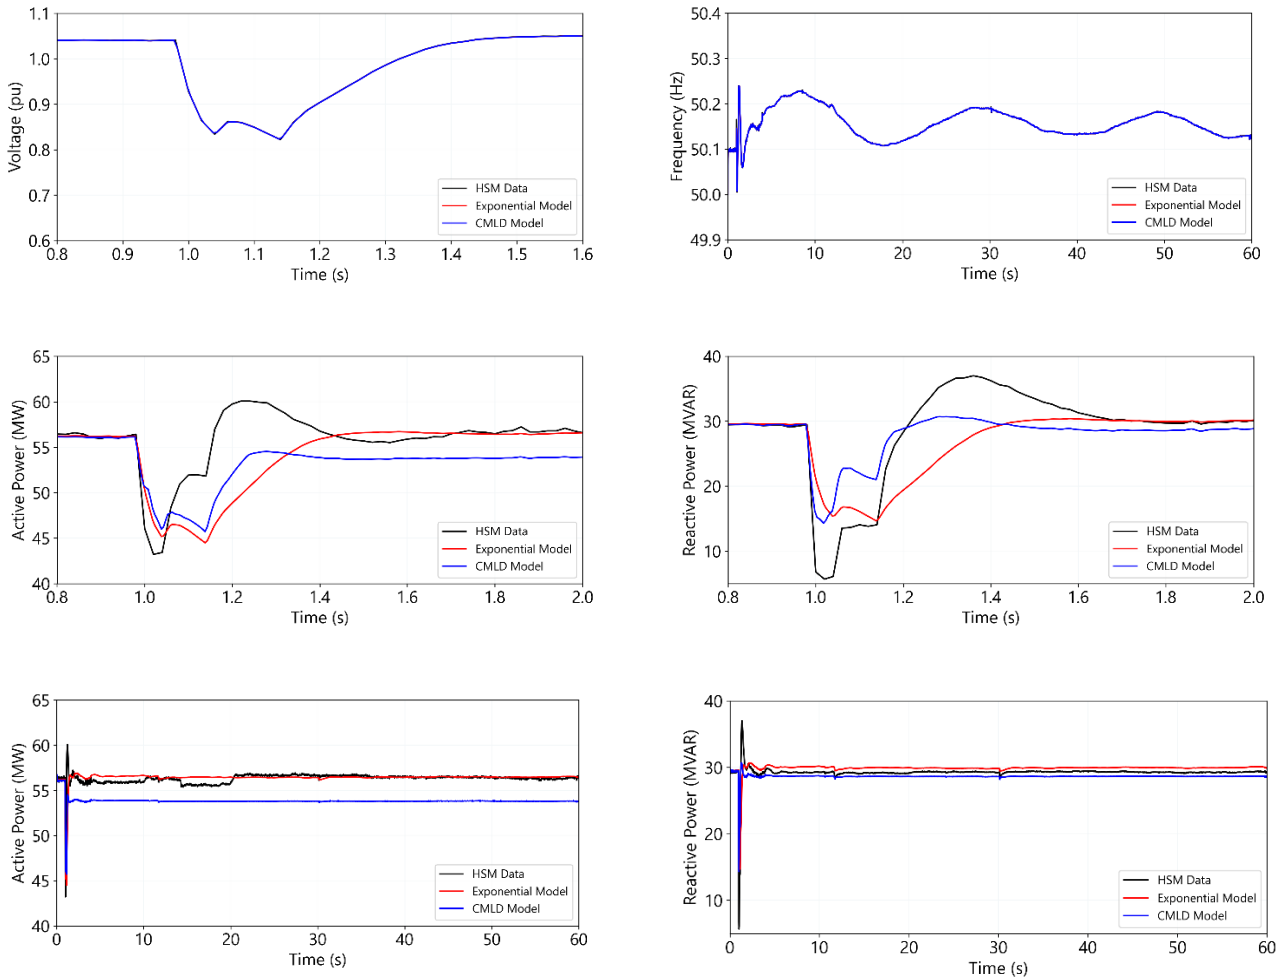 1.1
1.0
0.9
0.8
0.7
0.6
Voltage (pu)
HSM Data
Exponential Model
CMLD Model
0.8 0.9 1.0 1.1 1.2 1.3 1.4 1.5 1.6
Time (s)
50.4
50.3
50.2
50.1
50.0
49.9
Frequency (Hz)
HSM Data
Exponential Model
CMLD Model
0 10 20 30 40 50 60
Time (s)
65
60
55
50
45
40
Active Power (MW)
HSM Data
Exponential Model
CMLD Model
0.8 1.0 1.2 1.4 1.6 1.8 2.0
Time (s)
40
30
20
10
Reactive Power (MVAR)
HSM Data
Exponential Model
CMLD Model
0.8 1.0 1.2 1.4 1.6 1.8 2.0
Time (s)
65
60
55
50
45
40
Active Power (MW)
HSM Data
Exponential Model
CMLD Model
0 10 20 30 40 50 60
Time (s)
40
30
20
10
Reactive Power (MVAR)
HSM Data
Exponential Model
CMLD Model
0 10 20 30 40 50 60
Time (s)